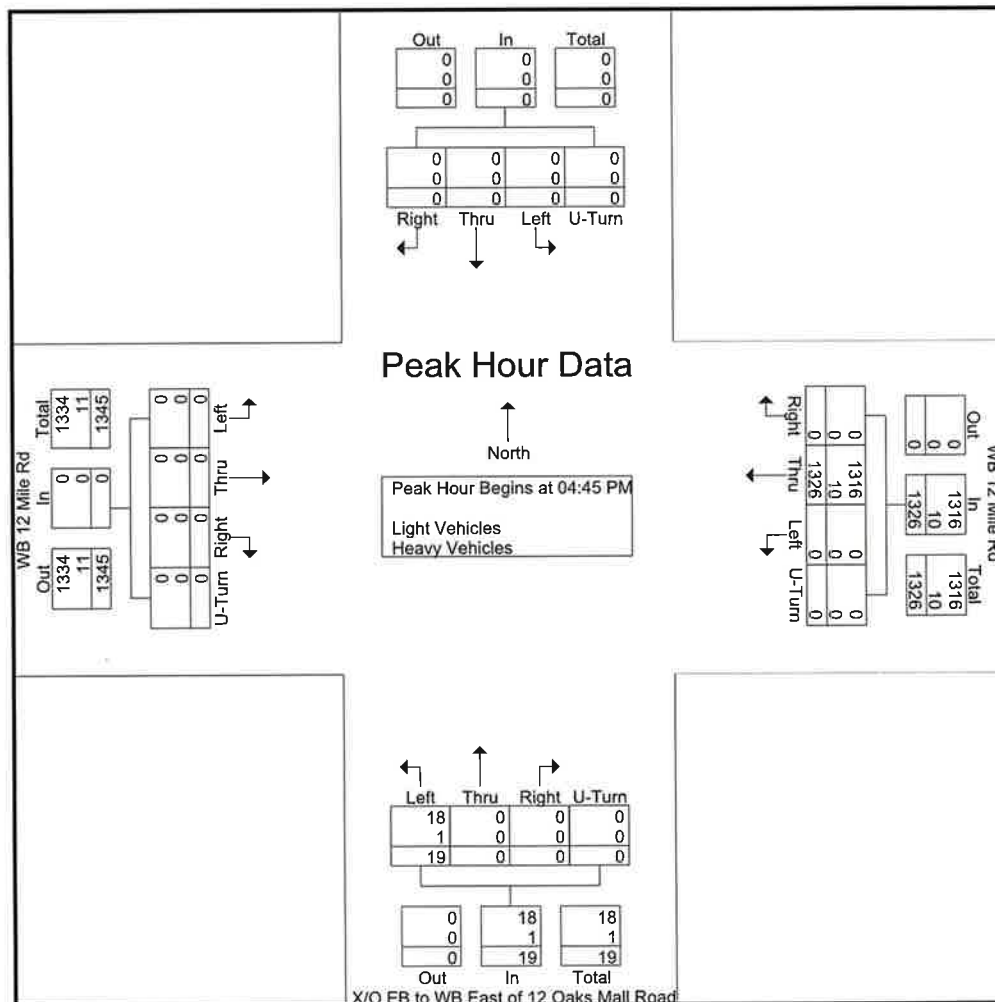 Out In Total
0 0 0
0 0 0
0 0 0
0 0 0 0
0 0 0 0
0 0 0 0
Right Thru Left U-Turn
Peak Hour Data
North
Peak Hour Begins at 04:45 PM
Light Vehicles
Heavy Vehicles
WB 12 Mile Rd
Out In Total
1334 0 1334
11 0 11
1345 0 1345
0 0 0 0
0 0 0 0
0 0 0 0
U-Turn Right Thru Left
WB 12 Mile Rd
Out In Total
0 1316 1316
0 10 10
0 1326 1326
0 1316 0 0
0 10 0 0
0 1326 0 0
Right Thru Left U-Turn
Left Thru Right U-Turn
18 0 0 0
1 0 0 0
19 0 0 0
0 18 18
0 1 1
0 19 19
Out In Total
X/O EB to WB East of 12 Oaks Mall Road